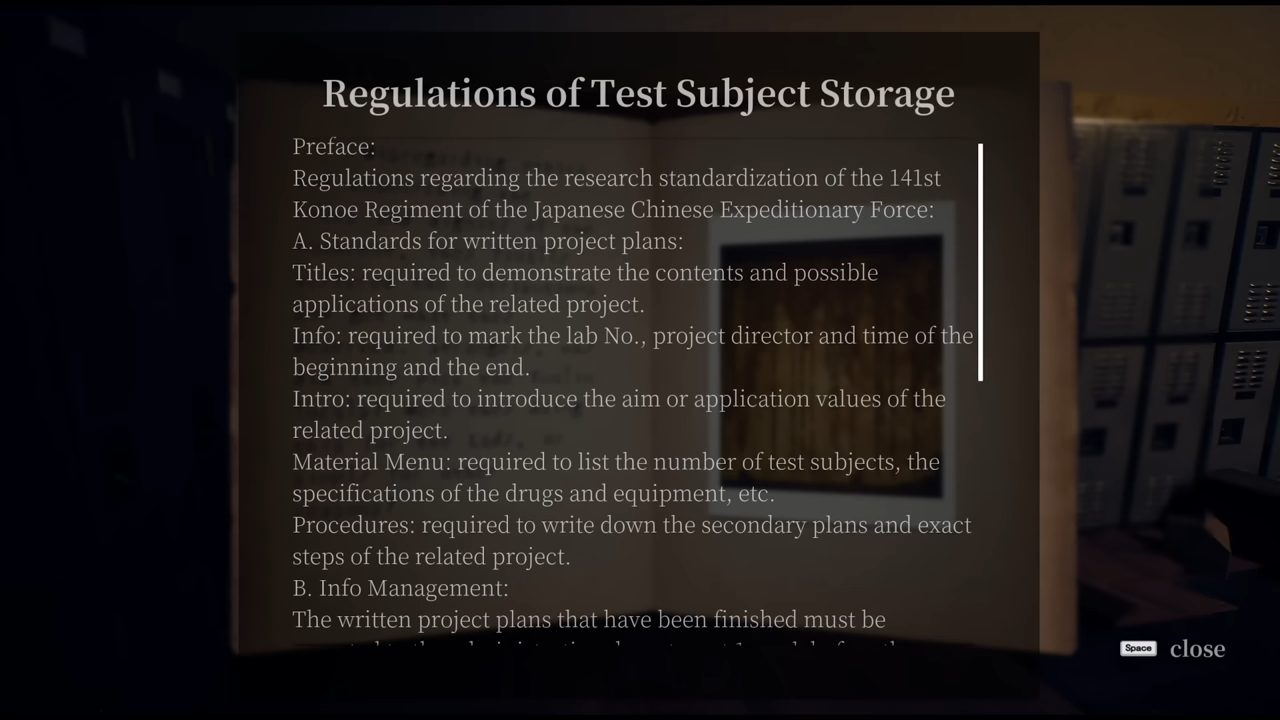 Regulations of Test Subject Storage
Preface:
Regulations regarding the research standardization of the 141st
Konoe Regiment of the Japanese Chinese Expeditionary Force:
A. Standards for written project plans:
Titles: required to demonstrate the contents and possible
applications of the related project.
Info: required to mark the lab No., project director and time of the
beginning and the end.
Intro: required to introduce the aim or application values of the
related project.
Material Menu: required to list the number of test subjects, the
specifications of the drugs and equipment, etc.
Procedures: required to write down the secondary plans and exact
steps of the related project.
B. Info Management:
The written project plans that have been finished must be
Space close